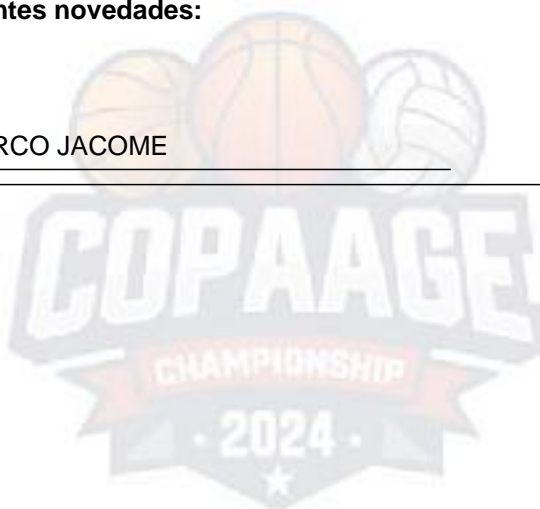 ntes novedades:
RCO JACOME
COPAAGE
CHAMPIONSHIP
· 2024 ·